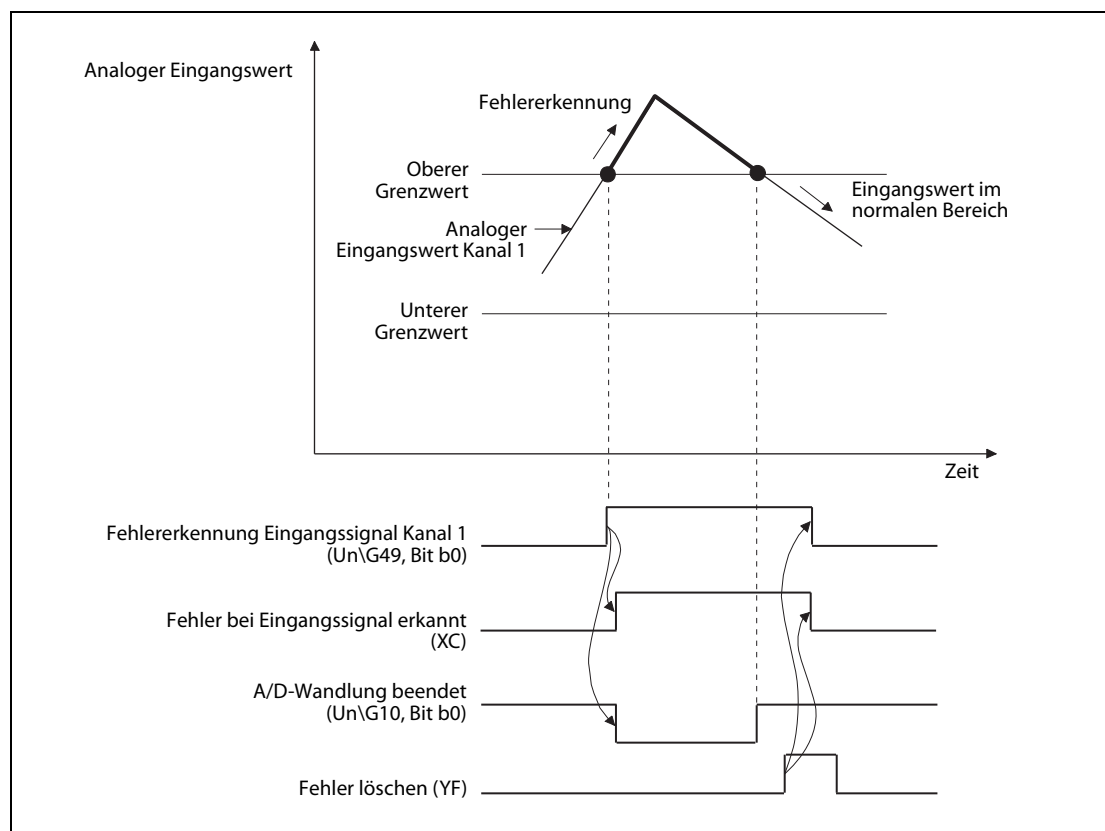 Analoger Eingangswert
Fehlererkennung
Oberer
Grenzwert
Eingangswert im
normalen Bereich
Analoger
Eingangswert Kanal 1
Unterer
Grenzwert
Zeit
Fehlererkennung Eingangssignal Kanal 1
(Un\G49, Bit b0)
Fehler bei Eingangssignal erkannt
(XC)
A/D-Wandlung beendet
(Un\G10, Bit b0)
Fehler löschen (YF)